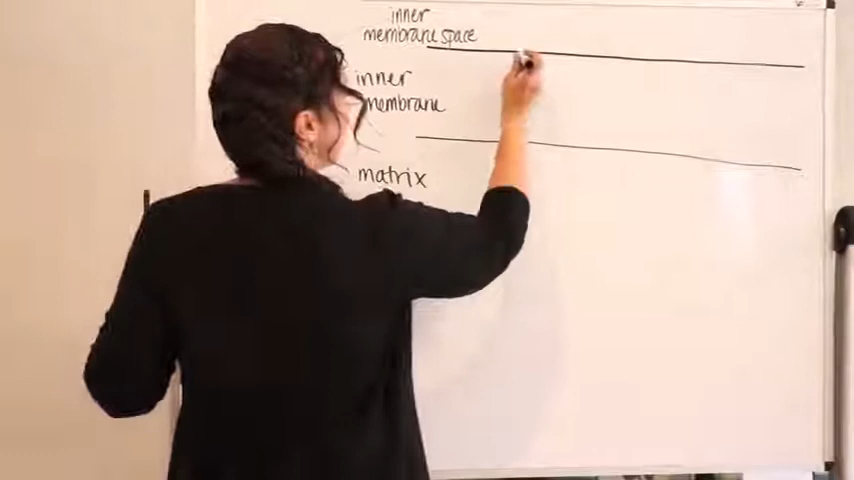 inner
membrane space
inner
membrane
matrix